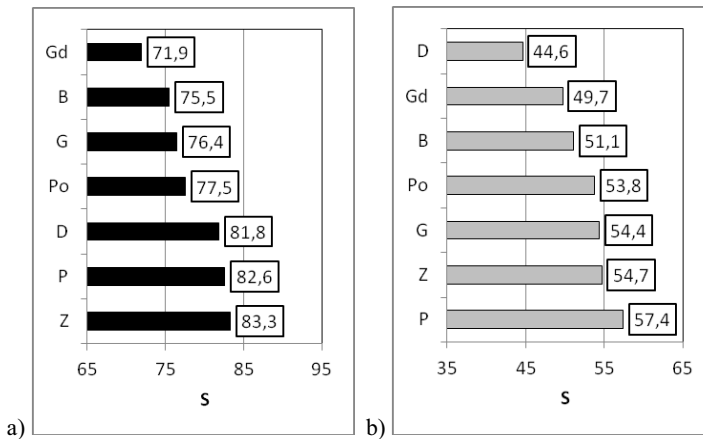 Gd 71,9
B 75,5
G 76,4
Po 77,5
D 81,8
P 82,6
Z 83,3
65 75 85 95
S
a)
D 44,6
Gd 49,7
B 51,1
Po 53,8
G 54,4
Z 54,7
P 57,4
35 45 55 65
S
b)